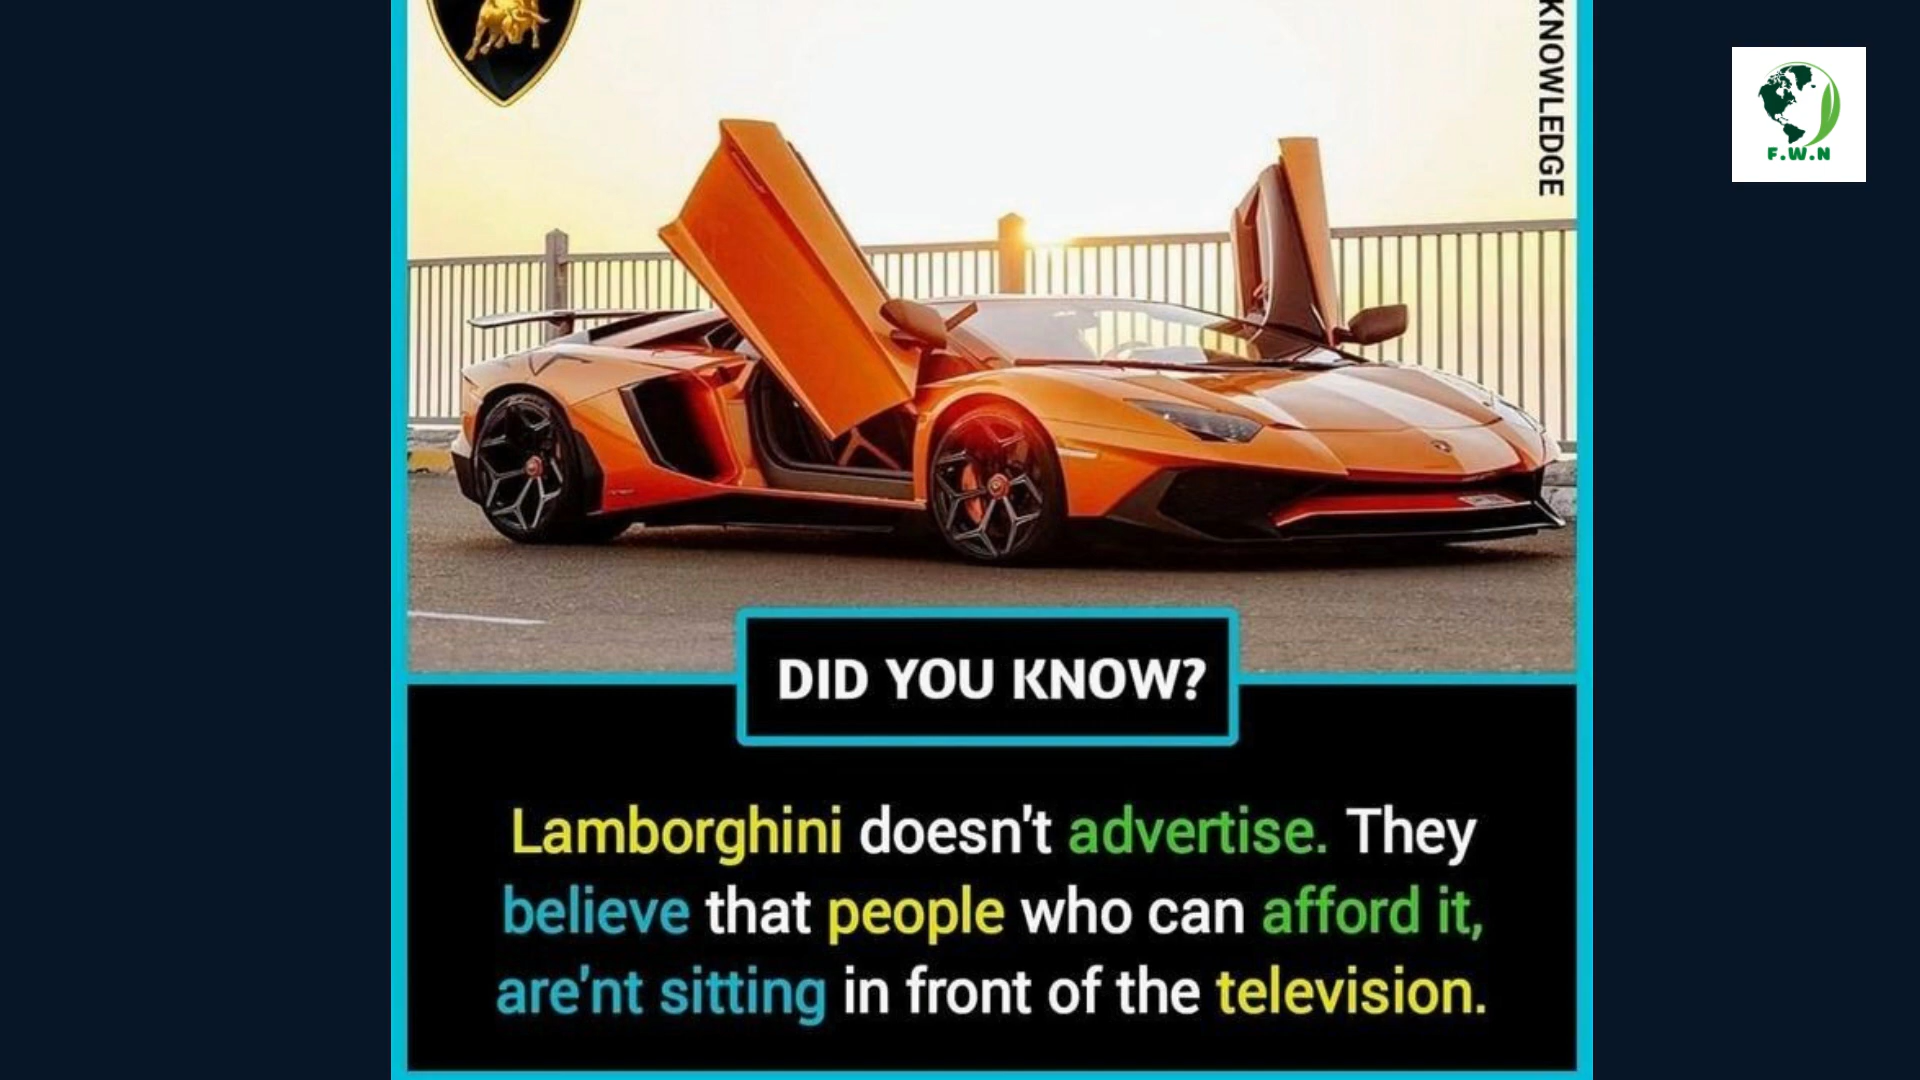 KNOWLEDGE
F.W.N
DID YOU KNOW?
Lamborghini doesn't advertise. They
believe that people who can afford it,
are'nt sitting in front of the television.